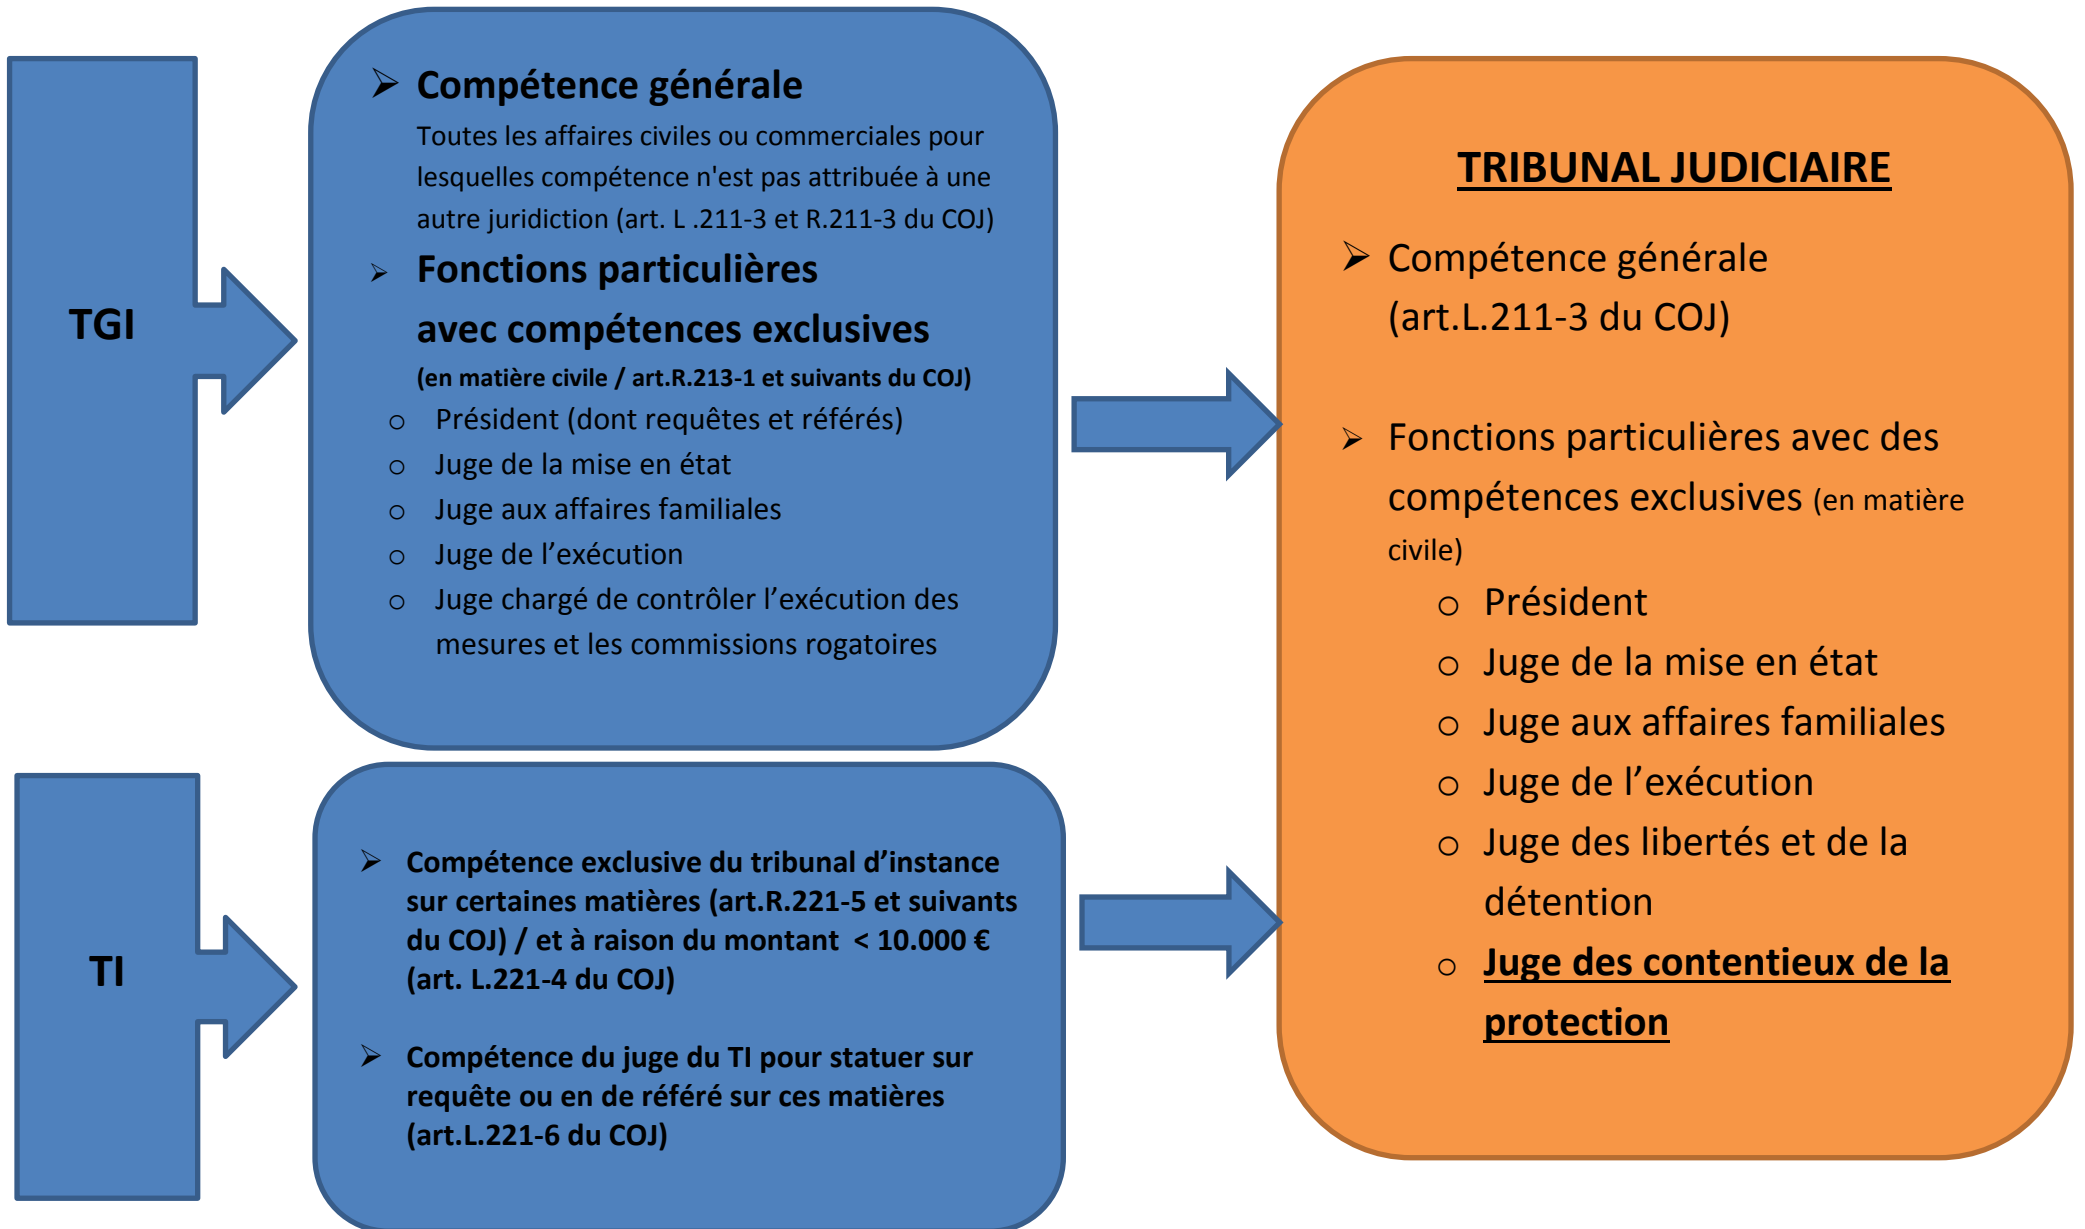 TGI
➢ Compétence générale
Toutes les affaires civiles ou commerciales pour
lesquelles compétence n'est pas attribuée à une
autre juridiction (art. L .211-3 et R.211-3 du COJ)
➢ Fonctions particulières
avec compétences exclusives
(en matière civile / art.R.213-1 et suivants du COJ)
o Président (dont requêtes et référés)
o Juge de la mise en état
o Juge aux affaires familiales
o Juge de l’exécution
o Juge chargé de contrôler l’exécution des
mesures et les commissions rogatoires
TI
➢ Compétence exclusive du tribunal d’instance
sur certaines matières (art.R.221-5 et suivants
du COJ) / et à raison du montant < 10.000 €
(art. L.221-4 du COJ)
➢ Compétence du juge du TI pour statuer sur
requête ou en de référé sur ces matières
(art.L.221-6 du COJ)
TRIBUNAL JUDICIAIRE
➢ Compétence générale
(art.L.211-3 du COJ)
➢ Fonctions particulières avec des
compétences exclusives (en matière
civile)
o Président
o Juge de la mise en état
o Juge aux affaires familiales
o Juge de l’exécution
o Juge des libertés et de la
détention
o Juge des contentieux de la
protection